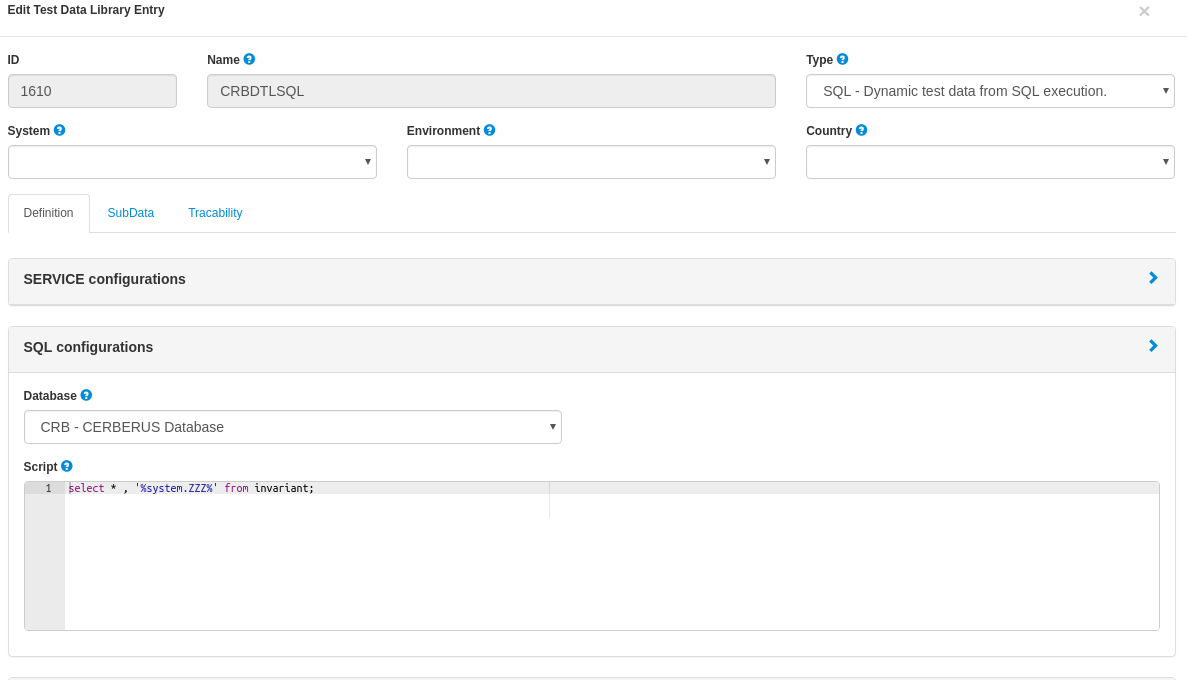 Edit Test Data Library Entry ×
ID Name ? Type ?
1610 CRBDTLSQL SQL - Dynamic test data from SQL execution.
System ? Environment ? Country ?
Definition SubData Tracability
SERVICE configurations
SQL configurations
Database ?
CRB - CERBERUS Database
Script ?
1 select * , '%system.ZZZ%' from invariant;